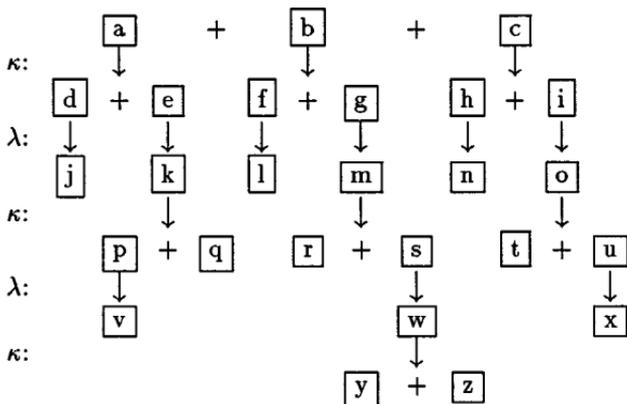 a + b + c
κ:
d + e f + g h + i
λ:
j k l m n o
κ:
p + q r + s t + u
λ:
v w x
κ:
y + z